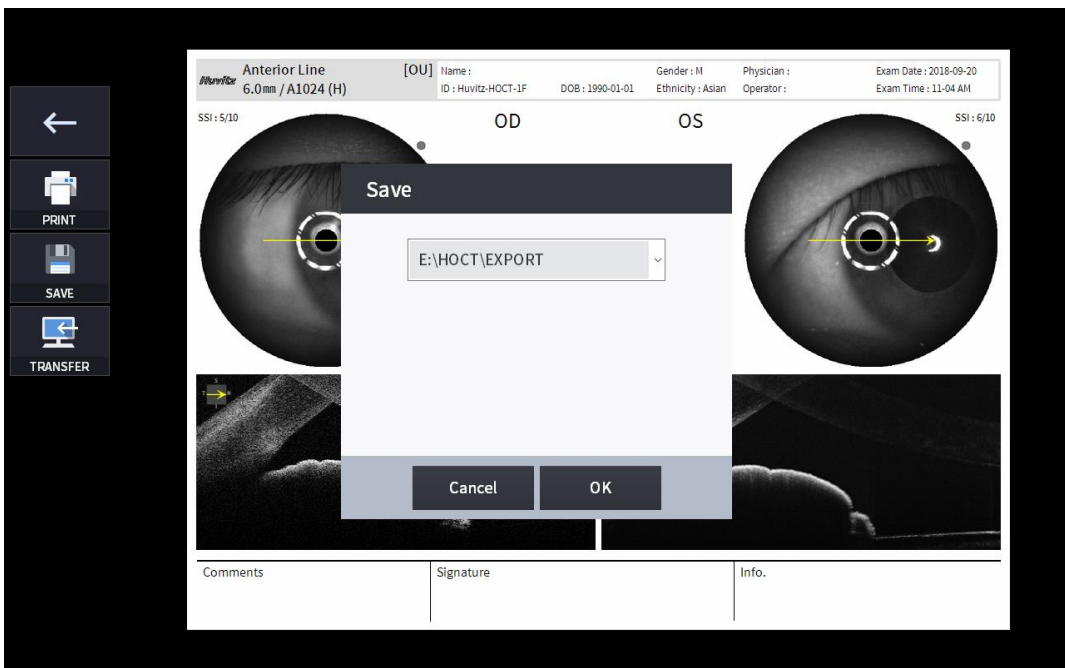 Huvitz
Anterior Line
6.0mm / A1024 (H)
[OU]
Name :
ID : Huvitz-HOCT-1F
DOB : 1990-01-01
Gender : M
Ethnicity : Asian
Physician :
Operator :
Exam Date : 2018-09-20
Exam Time : 11-04 AM
SSI : 5/10
OD
OS
SSI : 6/10
PRINT
SAVE
TRANSFER
Save
E:\HOCT\EXPORT
Cancel
OK
S
T
N
I
Comments
Signature
Info.